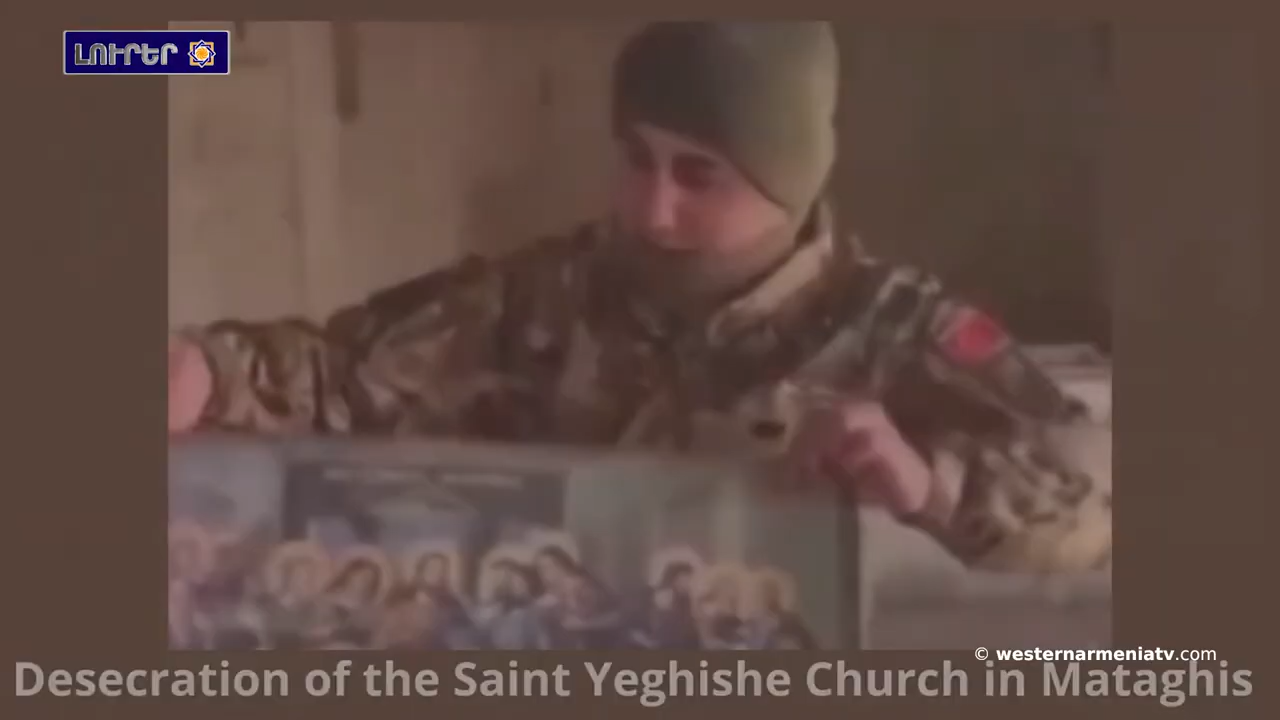 ԼՈՒՐԵՐ
© westernarmeniatv.com
Desecration of the Saint Yeghishe Church in Mataghis